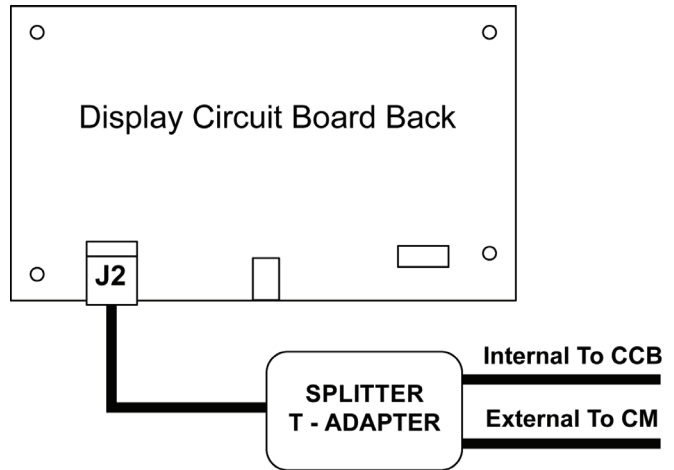 Display Circuit Board Back
J2
Internal To CCB
SPLITTER
T - ADAPTER
External To CM